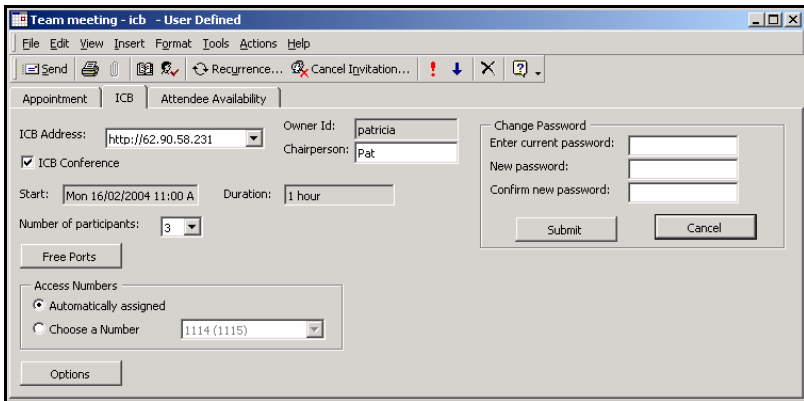 Team meeting - icb - User Defined
File Edit View Insert Format Tools Actions Help
Send Recurrence... Cancel Invitation...
Appointment ICB Attendee Availability
ICB Address: http://62.90.58.231
Owner Id: patricia
Chairperson: Pat
ICB Conference
Start: Mon 16/02/2004 11:00 A Duration: 1 hour
Number of participants: 3
Free Ports
Access Numbers
Automatically assigned
Choose a Number 1114 (1115)
Options
Change Password
Enter current password:
New password:
Confirm new password:
Submit Cancel